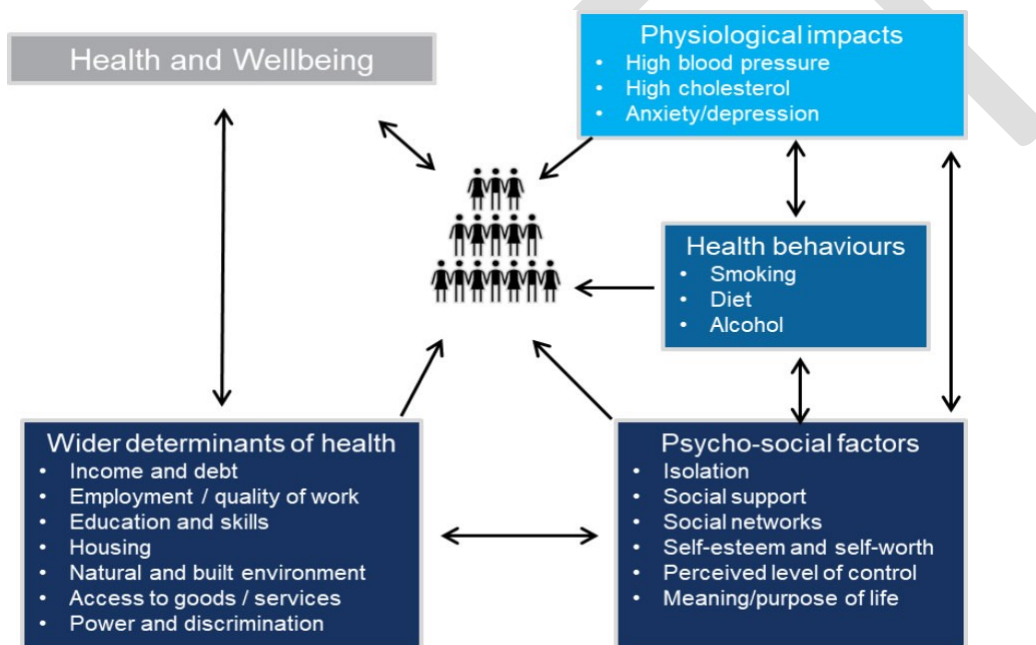 Health and Wellbeing
Physiological impacts
• High blood pressure
• High cholesterol
• Anxiety/depression
Health behaviours
• Smoking
• Diet
• Alcohol
Wider determinants of health
• Income and debt
• Employment / quality of work
• Education and skills
• Housing
• Natural and built environment
• Access to goods / services
• Power and discrimination
Psycho-social factors
• Isolation
• Social support
• Social networks
• Self-esteem and self-worth
• Perceived level of control
• Meaning/purpose of life